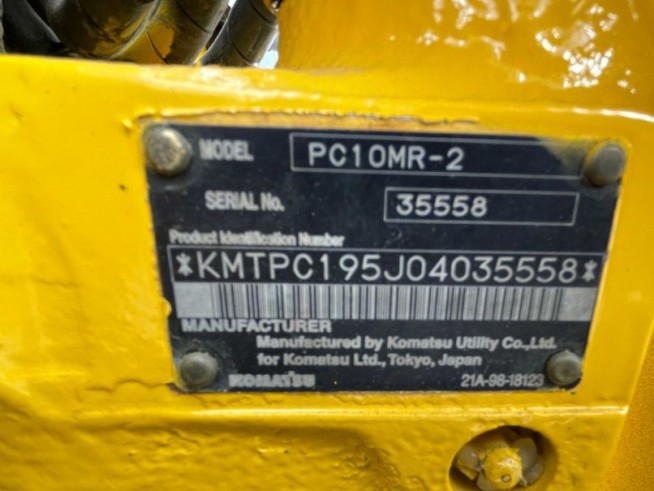 MODEL PC10MR-2
SERIAL No. 35558
Product Identification Number
*KMTPC195J04035558*
MANUFACTURER
Manufactured by Komatsu Utility Co.,Ltd.
for Komatsu Ltd., Tokyo, Japan
KOMATSU 21A-98-18123